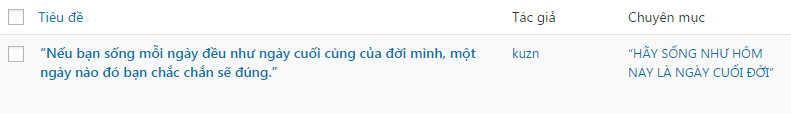 Tiêu đề Tác giả Chuyên mục
“Nếu bạn sống mỗi ngày đều như ngày cuối cùng của đời mình, một
ngày nào đó bạn chắc chắn sẽ đúng.”
kuzn
“HÃY SỐNG NHƯ HÔM
NAY LÀ NGÀY CUỐI ĐỜI”